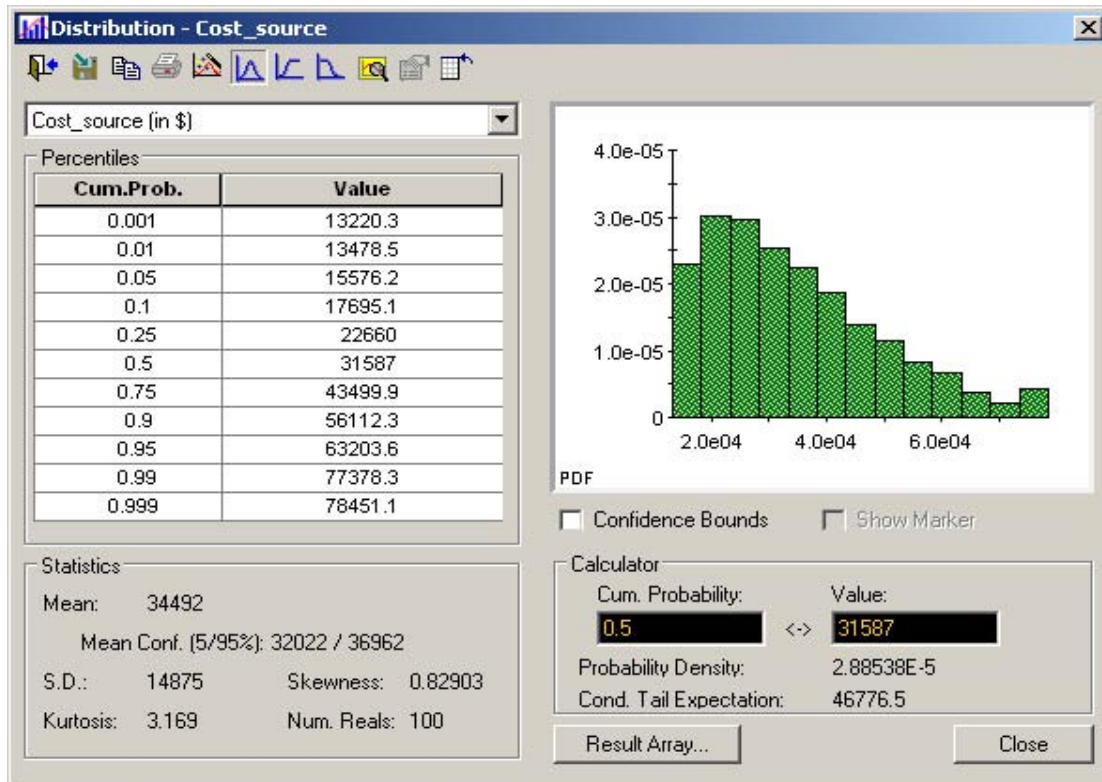 Distribution - Cost_source
Cost_source (in $)
Percentiles
Cum.Prob. Value
0.001 13220.3
0.01 13478.5
0.05 15576.2
0.1 17695.1
0.25 22660
0.5 31587
0.75 43499.9
0.9 56112.3
0.95 63203.6
0.99 77378.3
0.999 78451.1
Statistics
Mean: 34492
Mean Conf. (5/95%): 32022 / 36962
S.D.: 14875 Skewness: 0.82903
Kurtosis: 3.169 Num. Reals: 100
4.0e-05
3.0e-05
2.0e-05
1.0e-05
0
2.0e04 4.0e04 6.0e04
PDF
Confidence Bounds Show Marker
Calculator
Cum. Probability: Value:
0.5 <-> 31587
Probability Density: 2.88538E-5
Cond. Tail Expectation: 46776.5
Result Array... Close